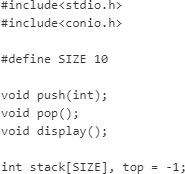 #include<stdio.h>
#include<conio.h>
#define SIZE 10
void push(int);
void pop();
void display();
int stack[SIZE], top = -1;